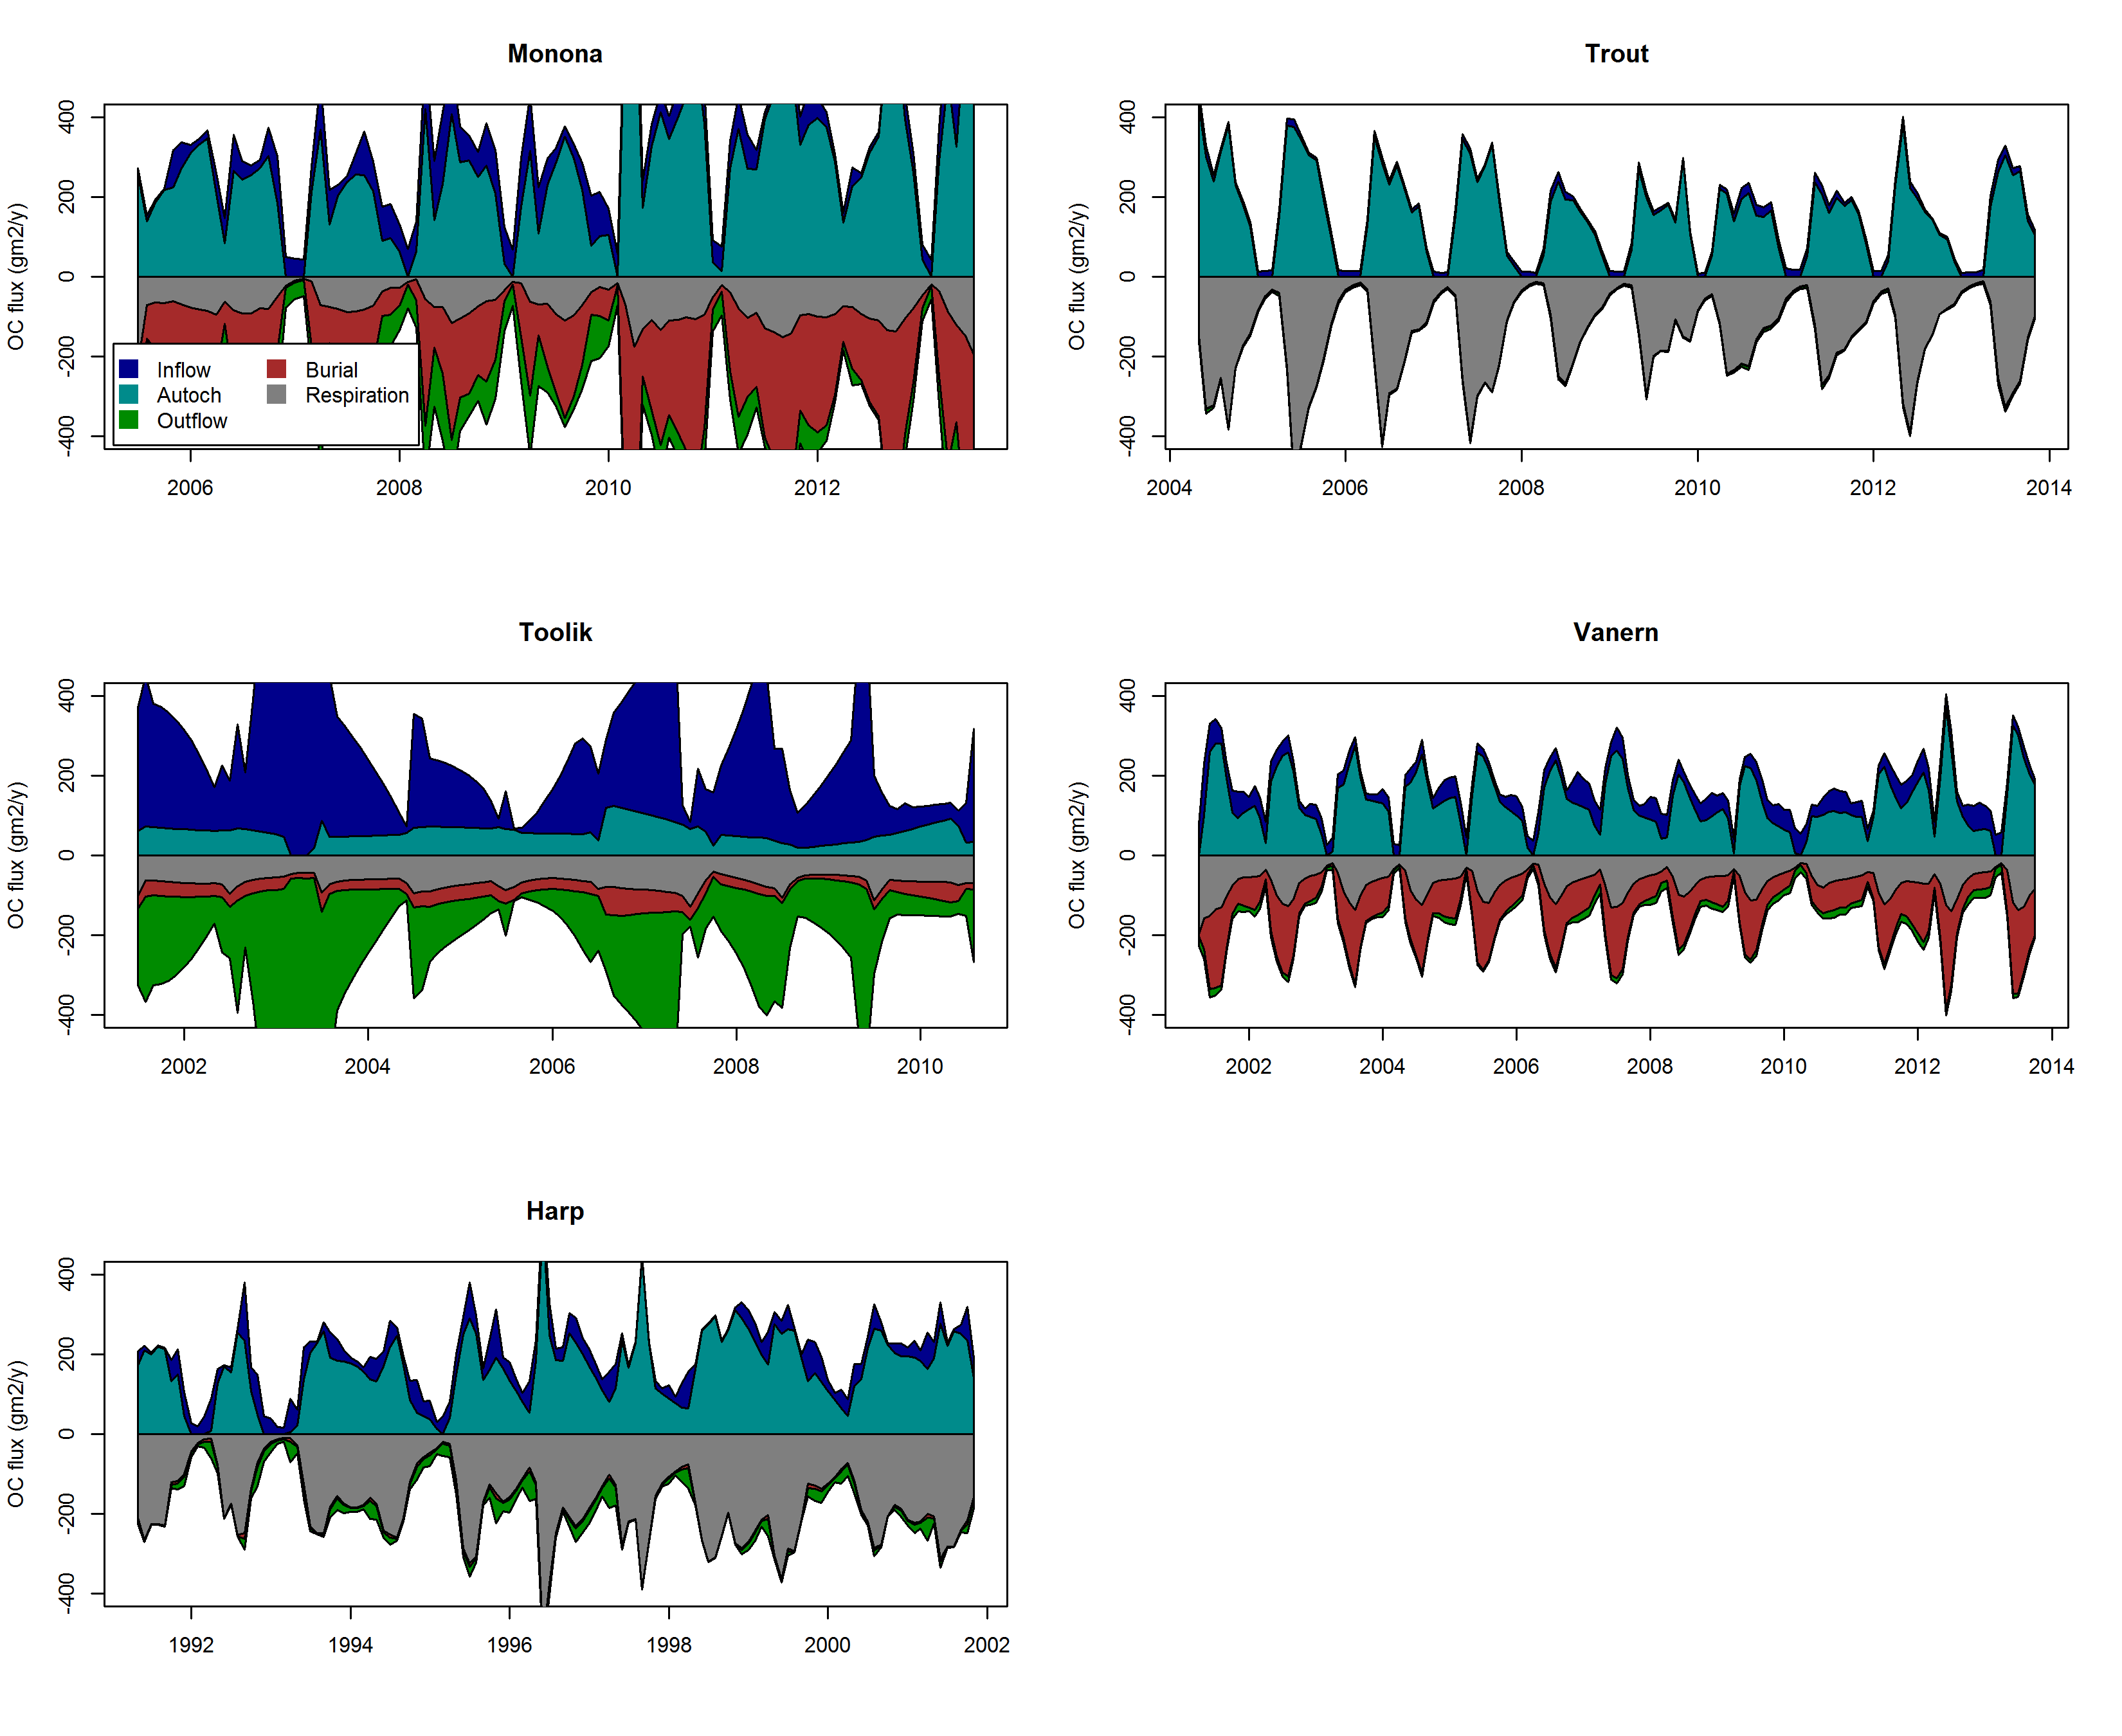 Monona
OC flux (gm2/y)
400
200
0
-200
-400
Inflow
Autoch
Outflow
Burial
Respiration
2006 2008 2010 2012
Trout
OC flux (gm2/y)
400
200
0
-200
-400
2004 2006 2008 2010 2012 2014
Toolik
OC flux (gm2/y)
400
200
0
-200
-400
2002 2004 2006 2008 2010
Vanern
OC flux (gm2/y)
400
200
0
-200
-400
2002 2004 2006 2008 2010 2012 2014
Harp
OC flux (gm2/y)
400
200
0
-200
-400
1992 1994 1996 1998 2000 2002